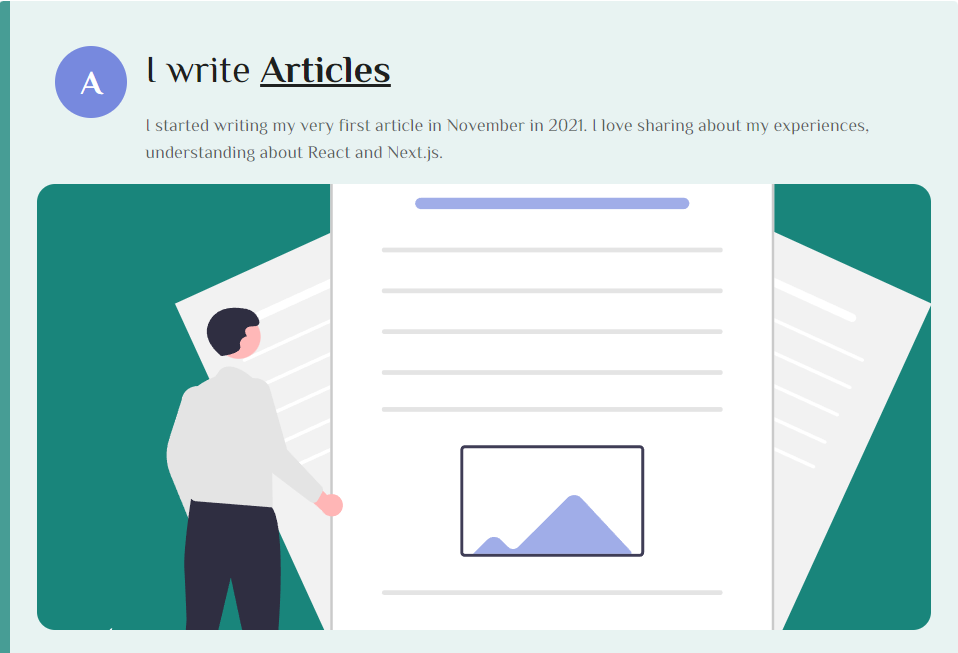 A
I write Articles
I started writing my very first article in November in 2021. I love sharing about my experiences,
understanding about React and Next.js.